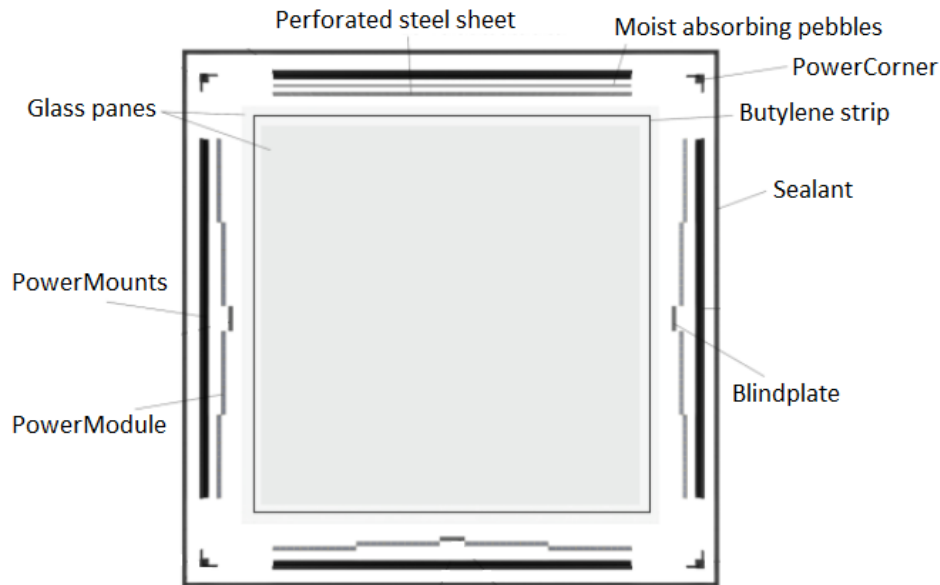 Perforated steel sheet
Moist absorbing pebbles
PowerCorner
Glass panes
Butylene strip
Sealant
PowerMounts
Blindplate
PowerModule